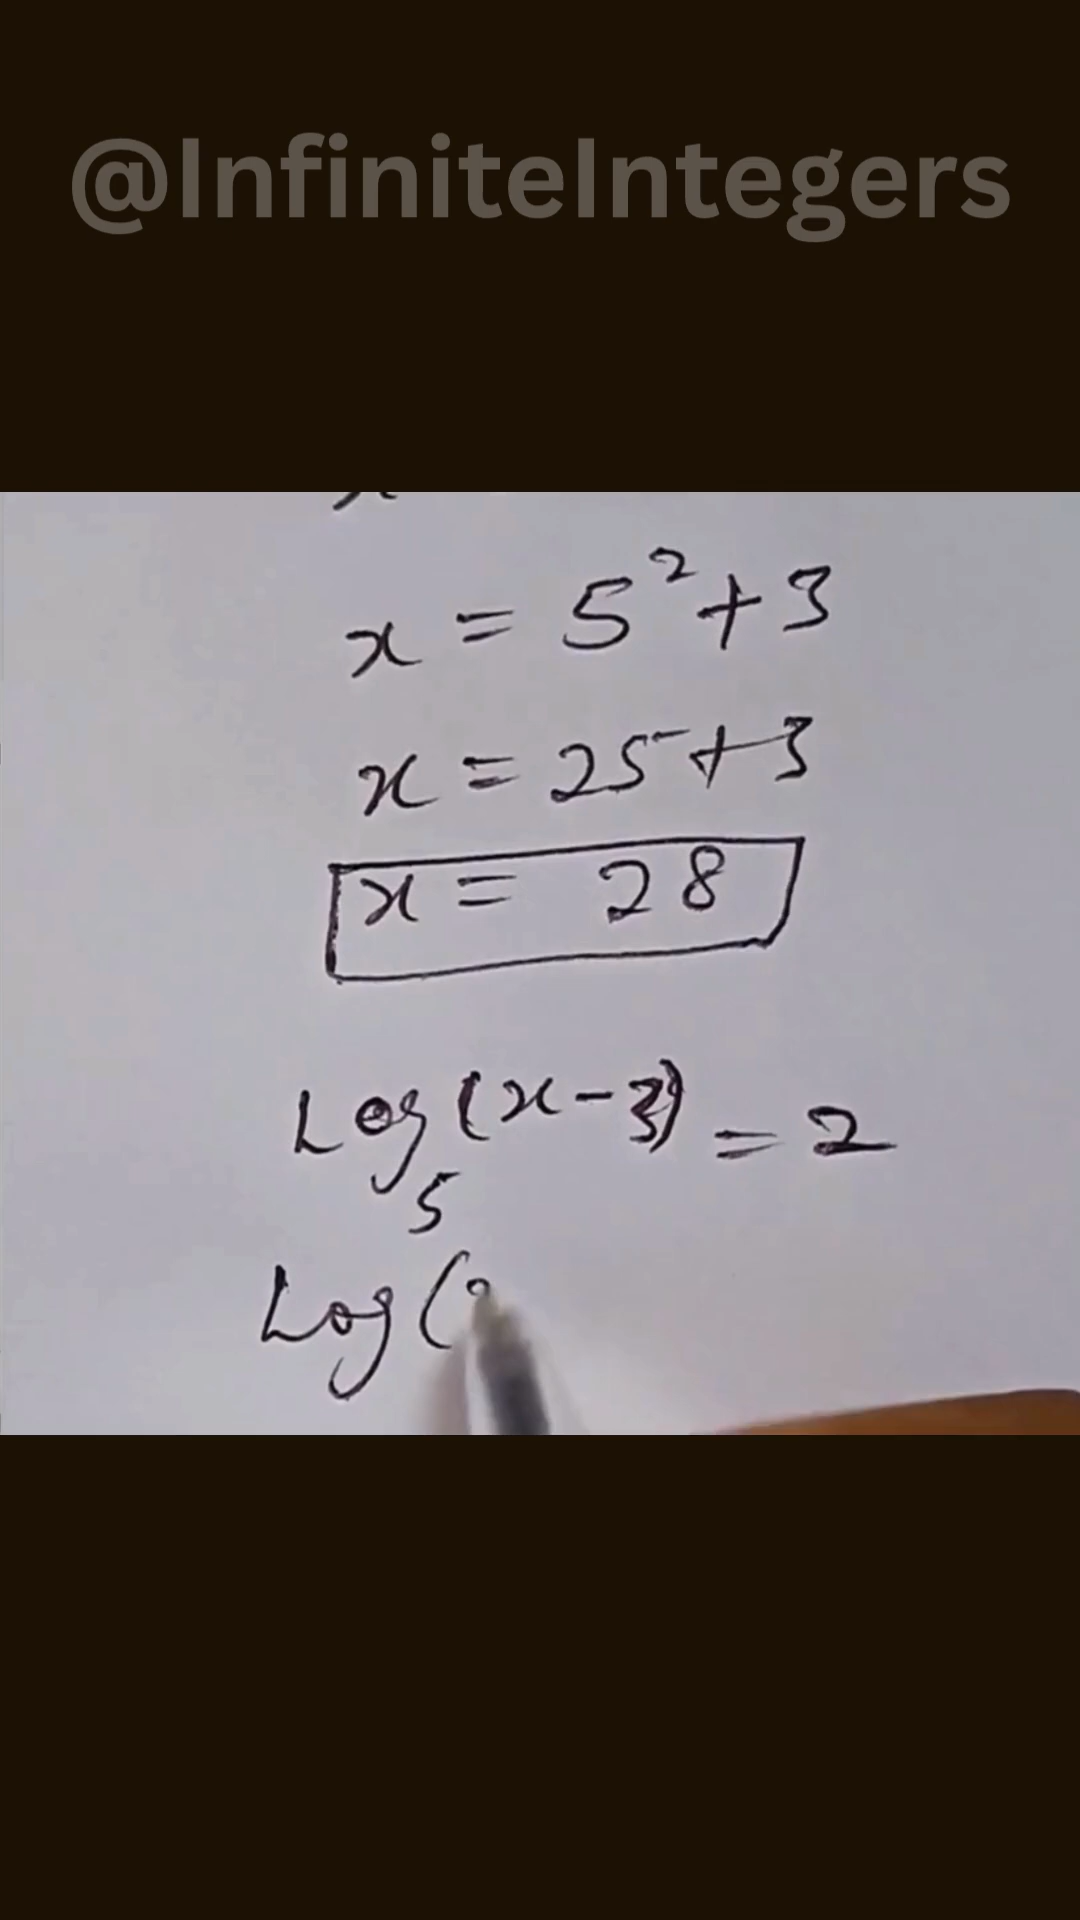 @InfiniteIntegers
x = 5² + 3
x = 25 + 3
x = 28
Log₅(x - 3) = 2
Log(